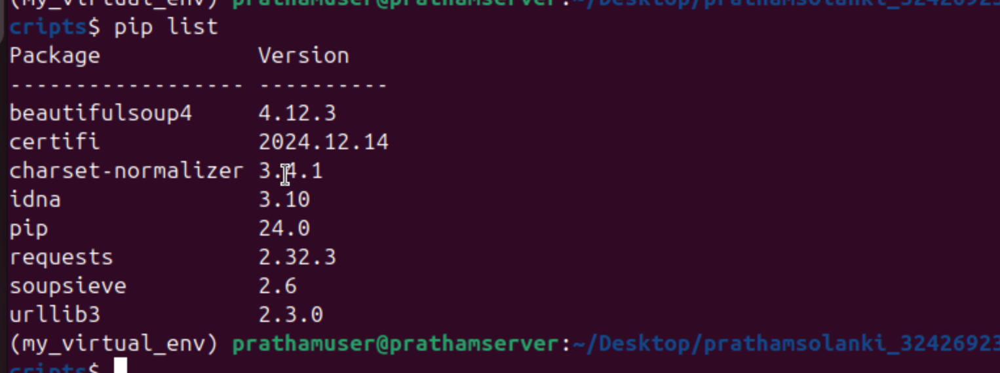 (my_virtual_env) prathamuser@prathamserver:~/Desktop/prathamsolanki_32426923
cripts$ pip list
Package            Version
------------------ ----------
beautifulsoup4     4.12.3
certifi            2024.12.14
charset-normalizer 3.4.1
idna               3.10
pip                24.0
requests           2.32.3
soupsieve          2.6
urllib3            2.3.0
(my_virtual_env) prathamuser@prathamserver:~/Desktop/prathamsolanki_32426923
cripts$